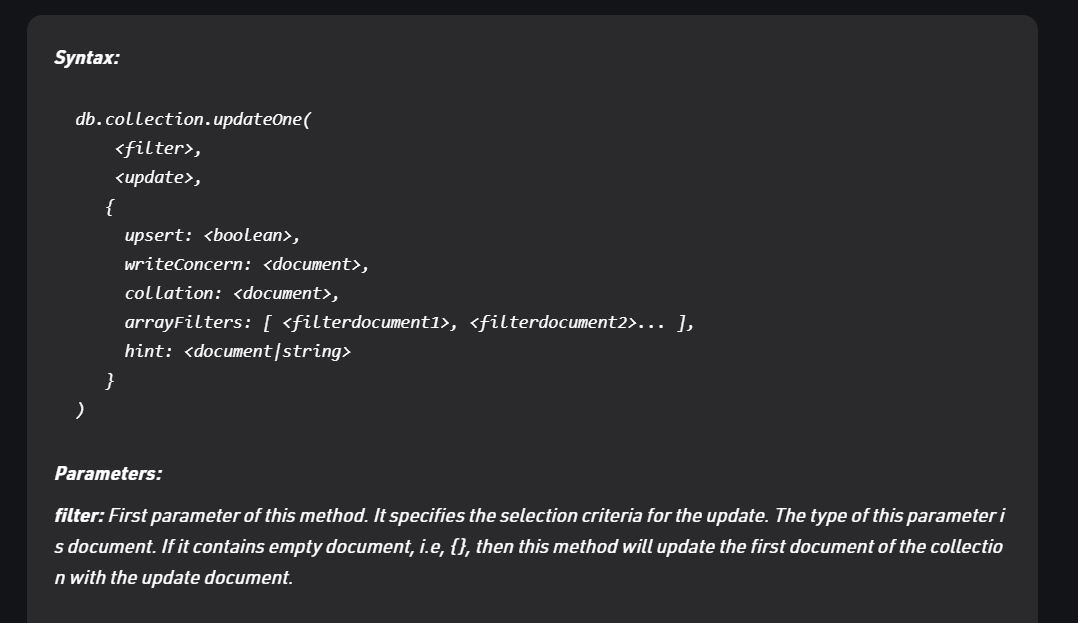 Syntax:
db.collection.updateOne(
<filter>,
<update>,
{
upsert: <boolean>,
writeConcern: <document>,
collation: <document>,
arrayFilters: [ <filterdocument1>, <filterdocument2>... ],
hint: <document|string>
}
)
Parameters:
filter: First parameter of this method. It specifies the selection criteria for the update. The type of this parameter i
s document. If it contains empty document, i.e, {}, then this method will update the first document of the collectio
n with the update document.